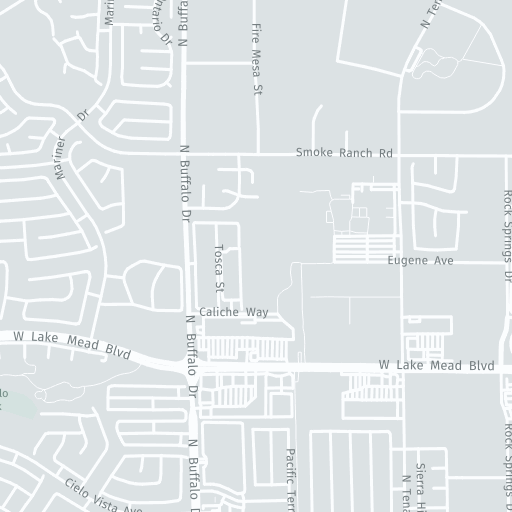 N Buffa
Fire Mesa St
N Tena
Mariner Dr
Smoke Ranch Rd
N Buffalo Dr
Rock Springs Dr
Tosca St
Eugene Ave
Caliche Way
W Lake Mead Blvd
N Buffalo Dr
W Lake Mead Blvd
N Buffalo D
Pacific Terr
Rock Springs D
Sierra Hi
N Tena
Cielo Vista Ave